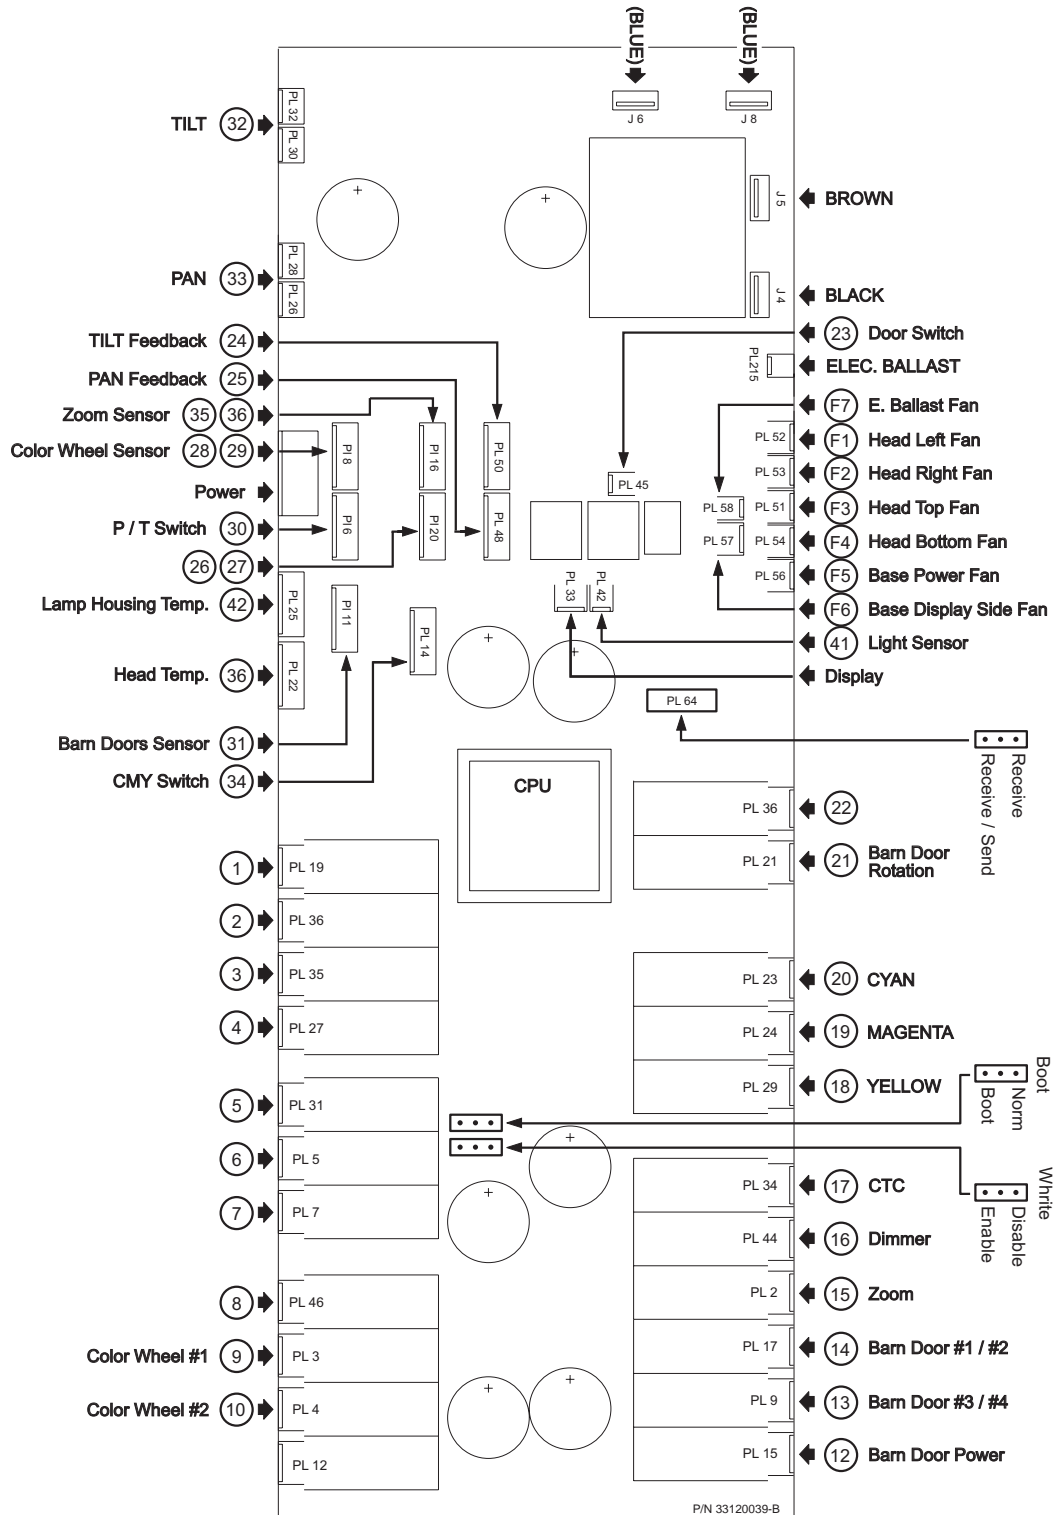 (BLUE)
(BLUE)
J 6
J 8
PL 32
PL 30
TILT 32
J 5
BROWN
PL 28
PL 26
PAN 33
J 4
BLACK
TILT Feedback 24
23 Door Switch
PAN Feedback 25
PL215
ELEC. BALLAST
Zoom Sensor 35 36
F7 E. Ballast Fan
Color Wheel Sensor 28 29
PI 8
PI 16
PL 50
PL 52
F1 Head Left Fan
PL 45
PL 53
F2 Head Right Fan
Power
PL 58
PL 51
F3 Head Top Fan
P / T Switch 30
PI6
PI 20
PL 48
PL 57
PL 54
F4 Head Bottom Fan
26 27
PL 56
F5 Base Power Fan
Lamp Housing Temp. 42
PL 25
PI 11
PL 33
PL 42
F6 Base Display Side Fan
PL 14
41 Light Sensor
Head Temp. 36
PL 22
Display
PL 64
Barn Doors Sensor 31
Receive
Receive / Send
CMY Switch 34
CPU
PL 36
22
1
PL 19
PL 21
21 Barn Door
Rotation
2
PL 36
3
PL 35
PL 23
20 CYAN
4
PL 27
PL 24
19 MAGENTA
Boot
Norm
Boot
PL 29
18 YELLOW
5
PL 31
6
PL 5
PL 34
17 CTC
Whrite
Disable
Enable
7
PL 7
PL 44
16 Dimmer
8
PL 46
PL 2
15 Zoom
Color Wheel #1 9
PL 3
PL 17
14 Barn Door #1 / #2
Color Wheel #2 10
PL 4
PL 9
13 Barn Door #3 / #4
PL 12
PL 15
12 Barn Door Power
P/N 33120039-B